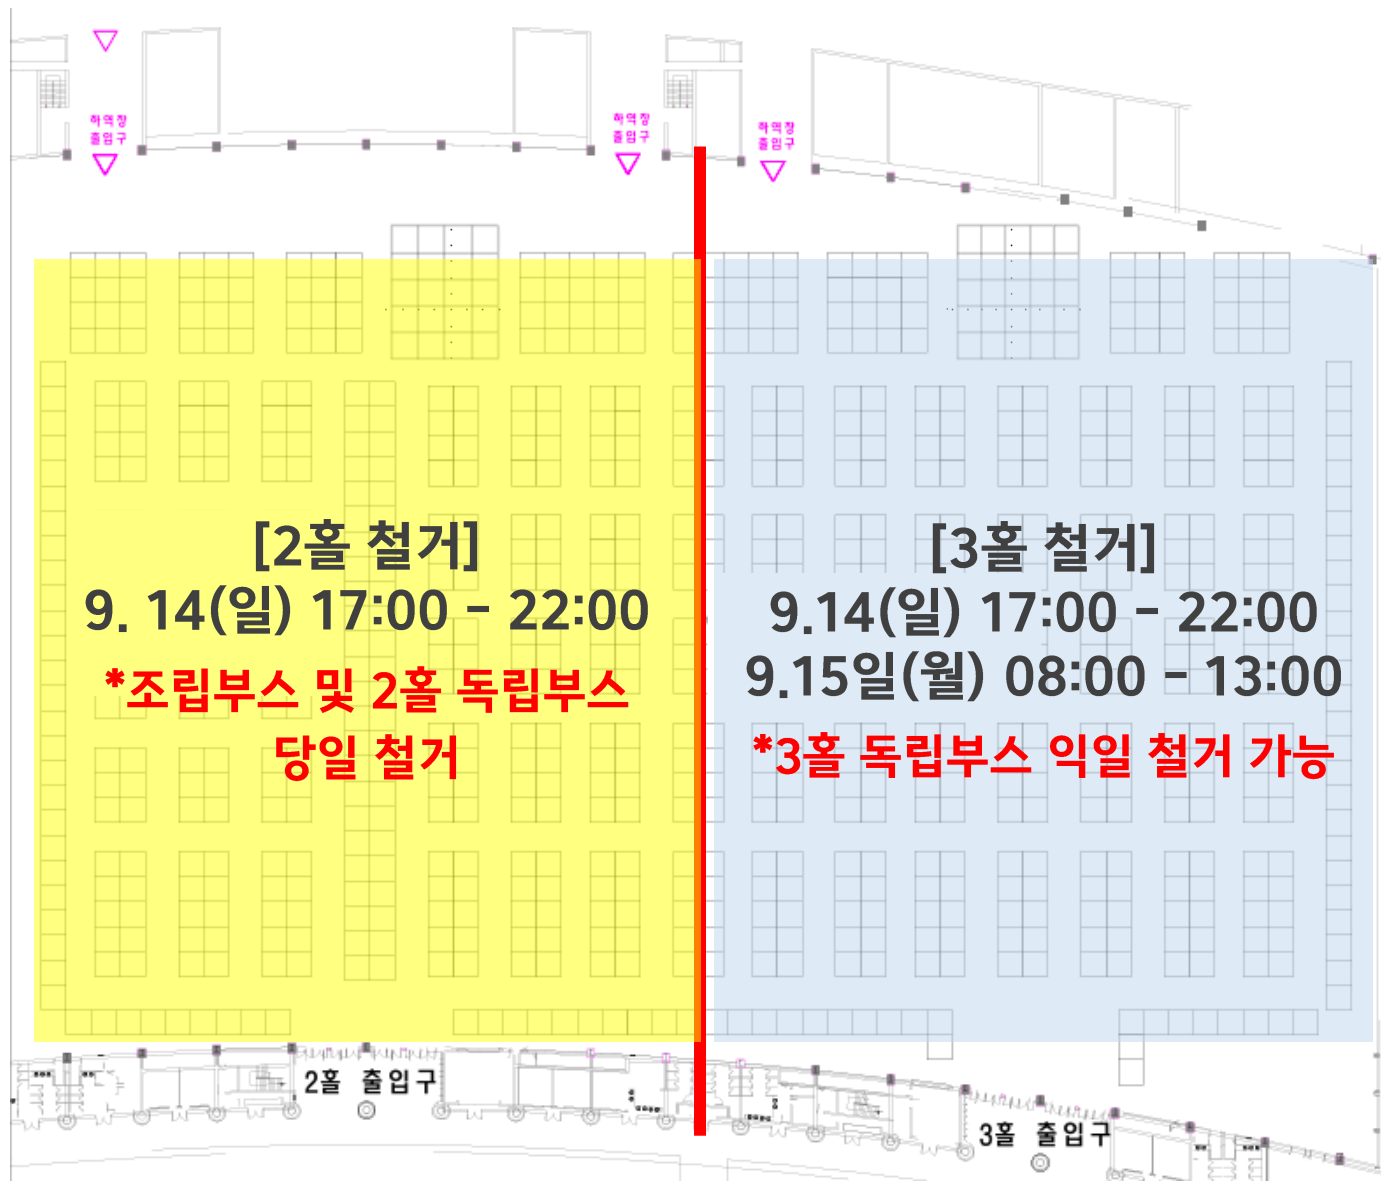 하역장
출입구
하역장
출입구
하역장
출입구
[2홀 철거]
9. 14(일) 17:00 - 22:00
*조립부스 및 2홀 독립부스
당일 철거
[3홀 철거]
9.14(일) 17:00 - 22:00
9.15일(월) 08:00 - 13:00
*3홀 독립부스 익일 철거 가능
2홀 출입구
3홀 출입구